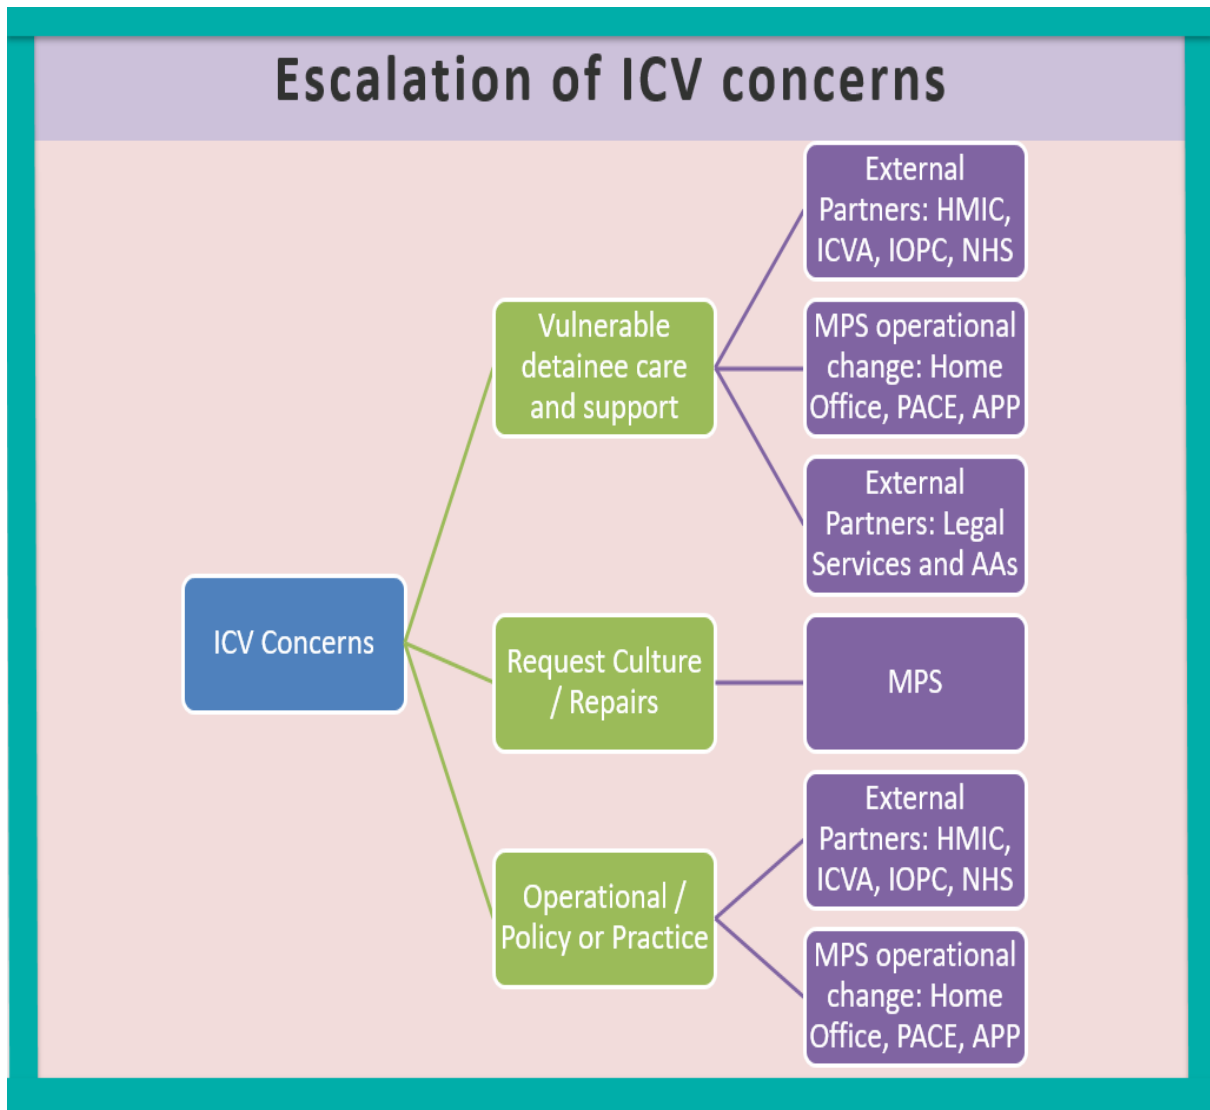 Escalation of ICV concerns
External
Partners: HMIC,
ICVA, IOPC, NHS
Vulnerable
detainee care
and support
MPS operational
change: Home
Office, PACE, APP
External
Partners: Legal
Services and AAs
ICV Concerns
Request Culture
/ Repairs
MPS
External
Partners: HMIC,
ICVA, IOPC, NHS
Operational /
Policy or Practice
MPS operational
change: Home
Office, PACE, APP